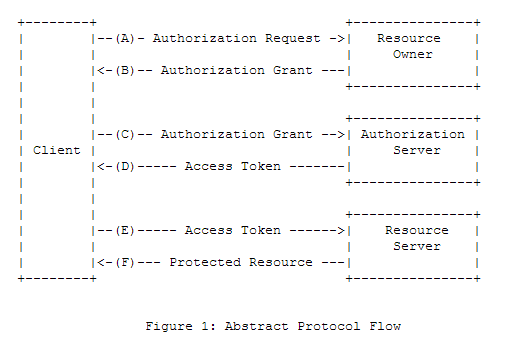 +--------+                               +---------------+
|        |--(A)- Authorization Request ->|   Resource    |
|        |                               |     Owner     |
|        |<-(B)-- Authorization Grant ---|               |
|        |                               +---------------+
|        |
|        |                               +---------------+
|        |--(C)-- Authorization Grant -->| Authorization |
| Client |                               |     Server    |
|        |<-(D)----- Access Token -------|               |
|        |                               +---------------+
|        |
|        |                               +---------------+
|        |--(E)----- Access Token ------>|    Resource   |
|        |                               |     Server    |
|        |<-(F)--- Protected Resource ---|               |
+--------+                               +---------------+
Figure 1: Abstract Protocol Flow